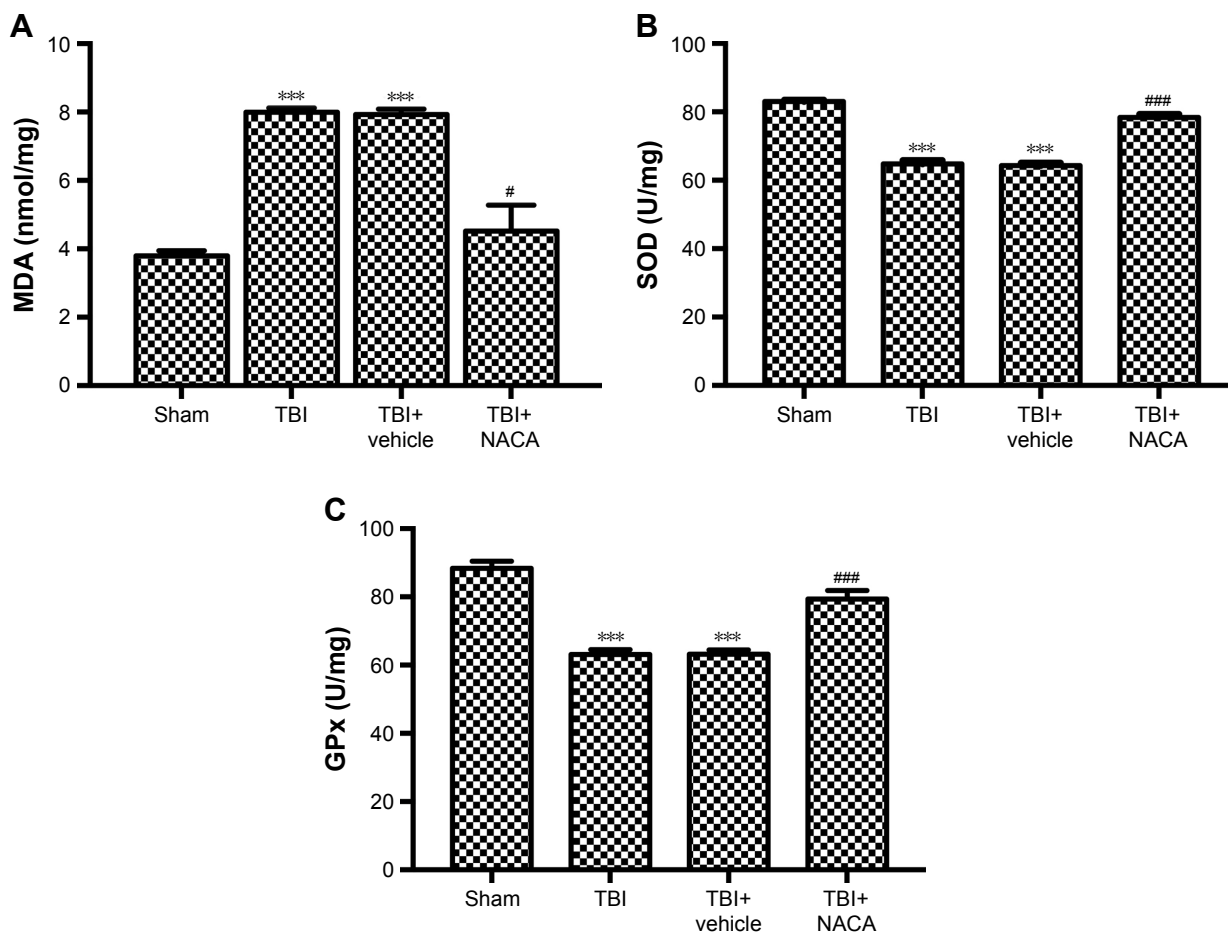 A
MDA (nmol/mg)
10
8
6
4
2
0
***
***
#
Sham
TBI
TBI+
vehicle
TBI+
NACA
B
SOD (U/mg)
100
80
60
40
20
0
***
***
###
Sham
TBI
TBI+
vehicle
TBI+
NACA
C
GPx (U/mg)
100
80
60
40
20
0
***
***
###
Sham
TBI
TBI+
vehicle
TBI+
NACA